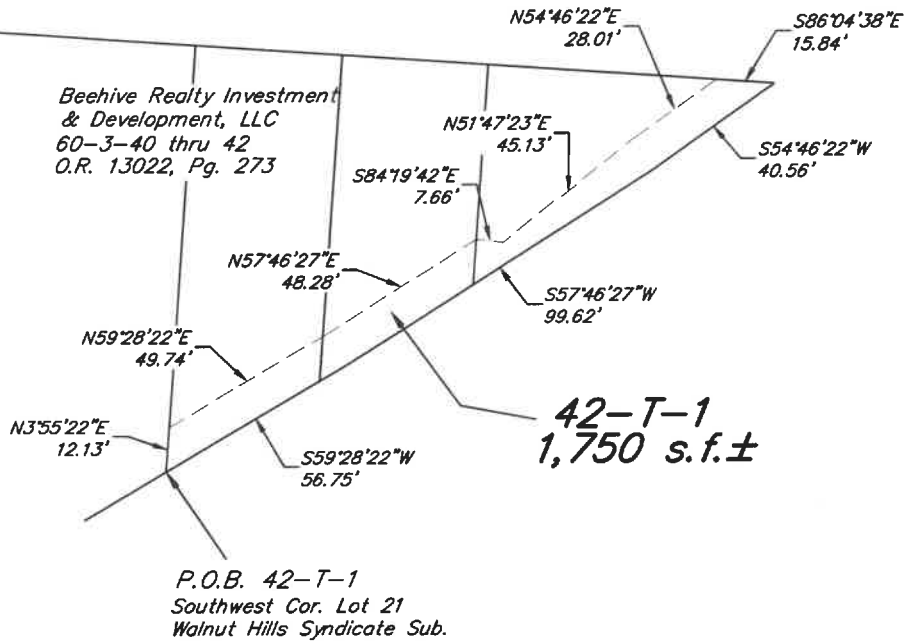 N54°46'22"E
28.01'
S86°04'38"E
15.84'
Beehive Realty Investment
& Development, LLC
60-3-40 thru 42
O.R. 13022, Pg. 273
N51°47'23"E
45.13'
S84°19'42"E
7.66'
S54°46'22"W
40.56'
N57°46'27"E
48.28'
S57°46'27"W
99.62'
N59°28'22"E
49.74'
42-T-1
1,750 s.f.±
N3°55'22"E
12.13'
S59°28'22"W
56.75'
P.O.B. 42-T-1
Southwest Cor. Lot 21
Walnut Hills Syndicate Sub.